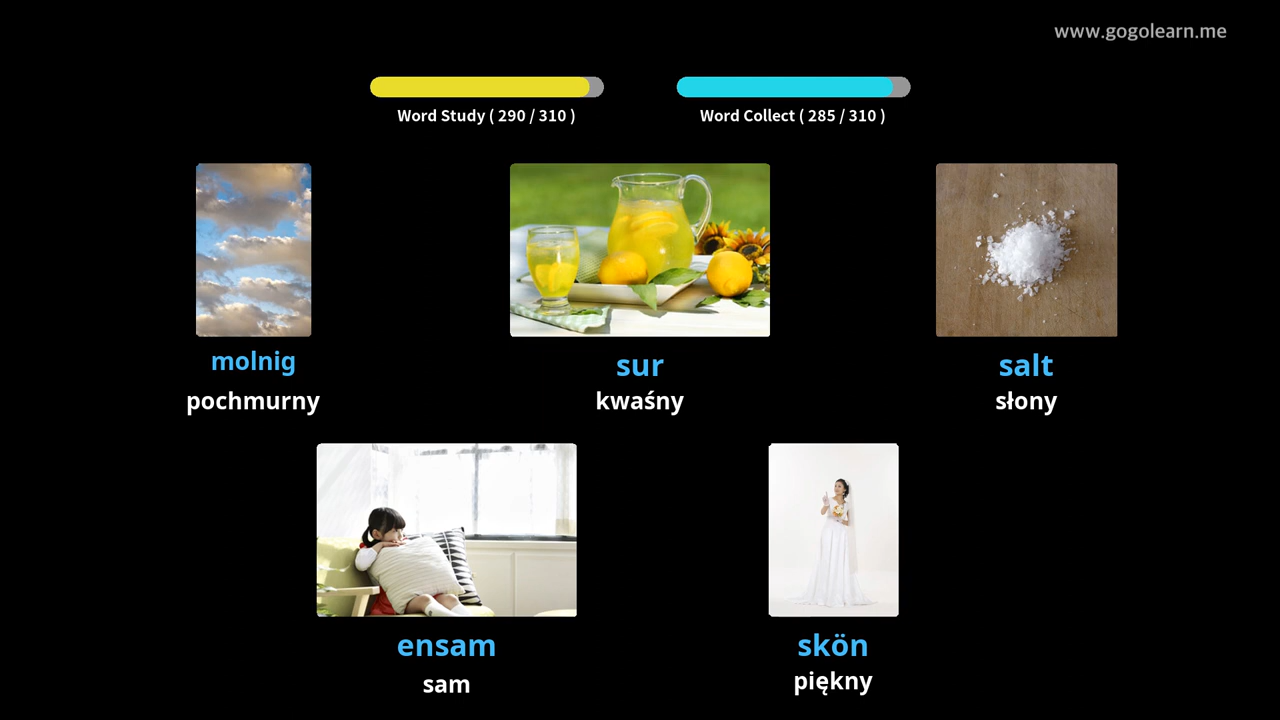 www.gogolearn.me
Word Study ( 290 / 310 )
Word Collect ( 285 / 310 )
molnig
pochmurny
sur
kwaśny
salt
słony
ensam
sam
skön
piękny